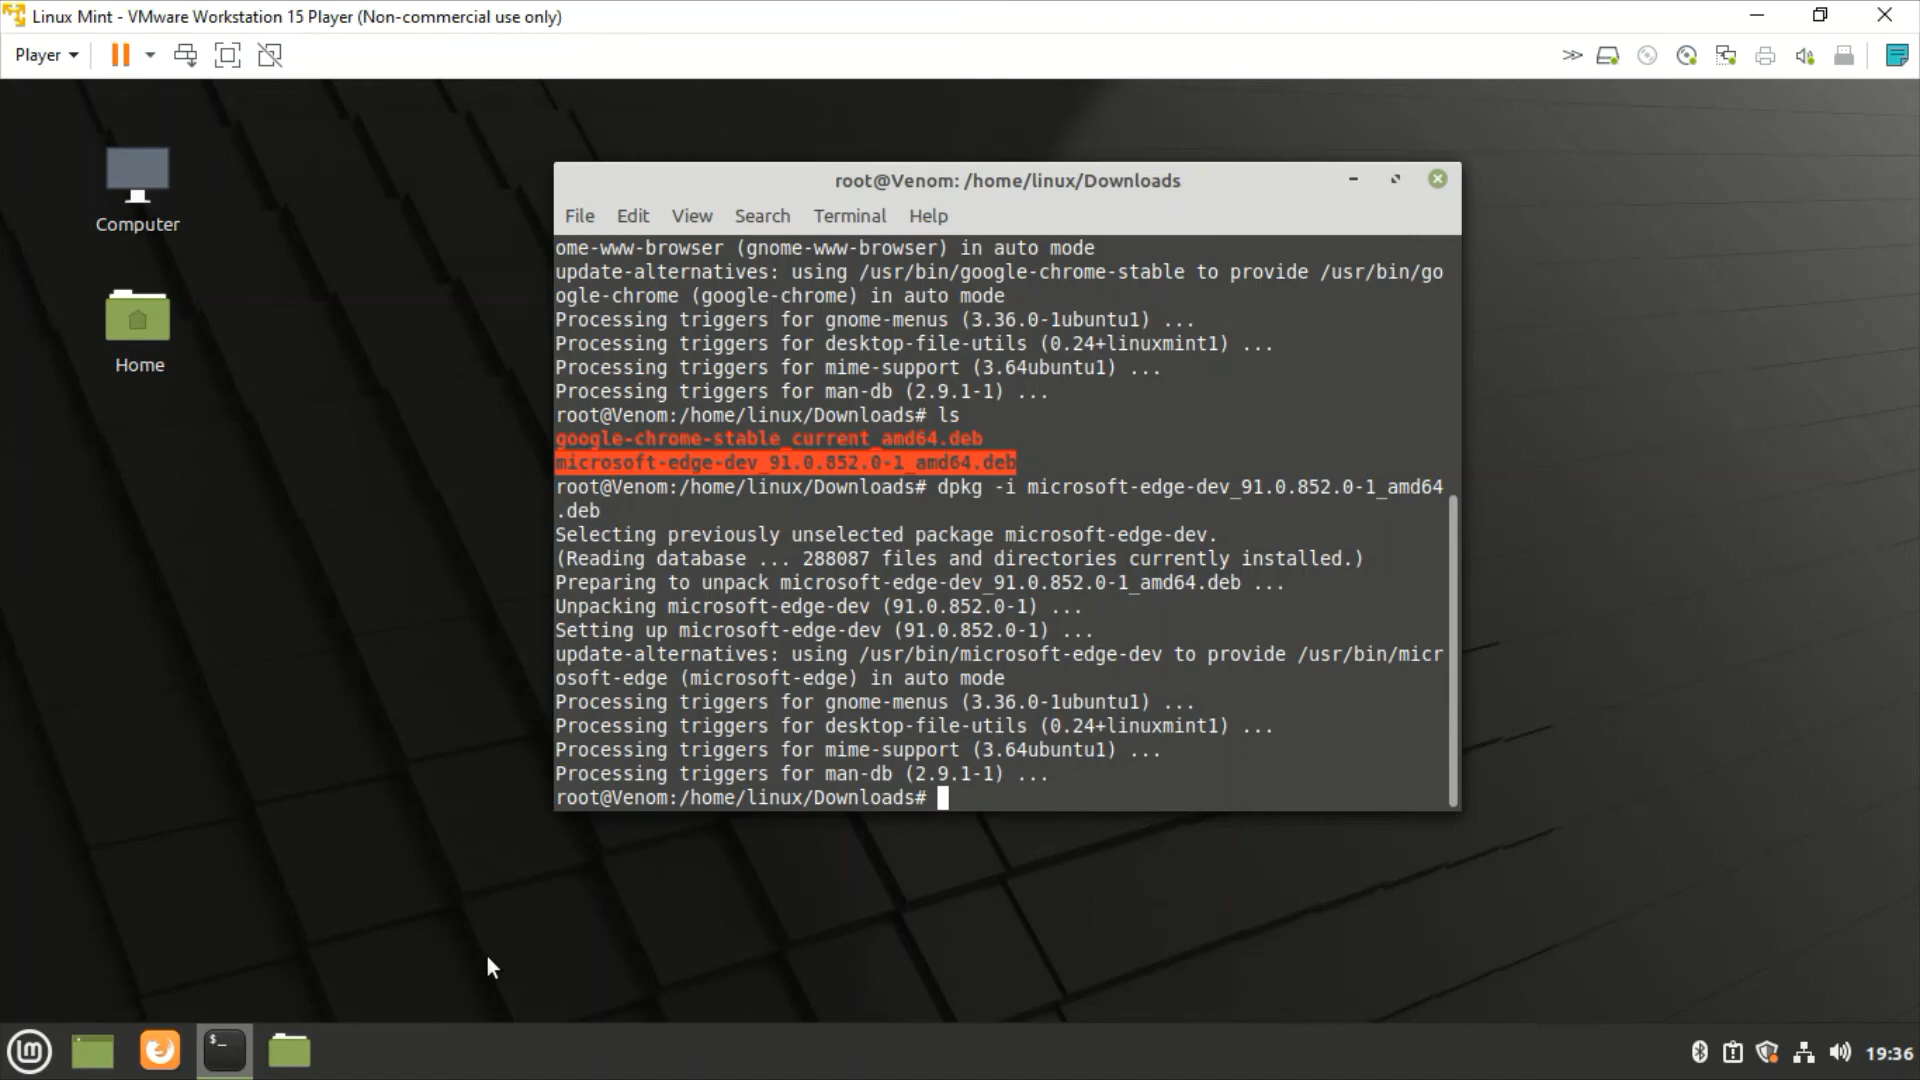 Linux Mint - VMware Workstation 15 Player (Non-commercial use only)
Player
Computer
Home
root@Venom: /home/linux/Downloads
File Edit View Search Terminal Help
ome-www-browser (gnome-www-browser) in auto mode
update-alternatives: using /usr/bin/google-chrome-stable to provide /usr/bin/go
ogle-chrome (google-chrome) in auto mode
Processing triggers for gnome-menus (3.36.0-1ubuntu1) ...
Processing triggers for desktop-file-utils (0.24+linuxmint1) ...
Processing triggers for mime-support (3.64ubuntu1) ...
Processing triggers for man-db (2.9.1-1) ...
root@Venom:/home/linux/Downloads# ls
google-chrome-stable_current_amd64.deb
microsoft-edge-dev_91.0.852.0-1_amd64.deb
root@Venom:/home/linux/Downloads# dpkg -i microsoft-edge-dev_91.0.852.0-1_amd64
.deb
Selecting previously unselected package microsoft-edge-dev.
(Reading database ... 288087 files and directories currently installed.)
Preparing to unpack microsoft-edge-dev_91.0.852.0-1_amd64.deb ...
Unpacking microsoft-edge-dev (91.0.852.0-1) ...
Setting up microsoft-edge-dev (91.0.852.0-1) ...
update-alternatives: using /usr/bin/microsoft-edge-dev to provide /usr/bin/micr
osoft-edge (microsoft-edge) in auto mode
Processing triggers for gnome-menus (3.36.0-1ubuntu1) ...
Processing triggers for desktop-file-utils (0.24+linuxmint1) ...
Processing triggers for mime-support (3.64ubuntu1) ...
Processing triggers for man-db (2.9.1-1) ...
root@Venom:/home/linux/Downloads#
$_
19:36